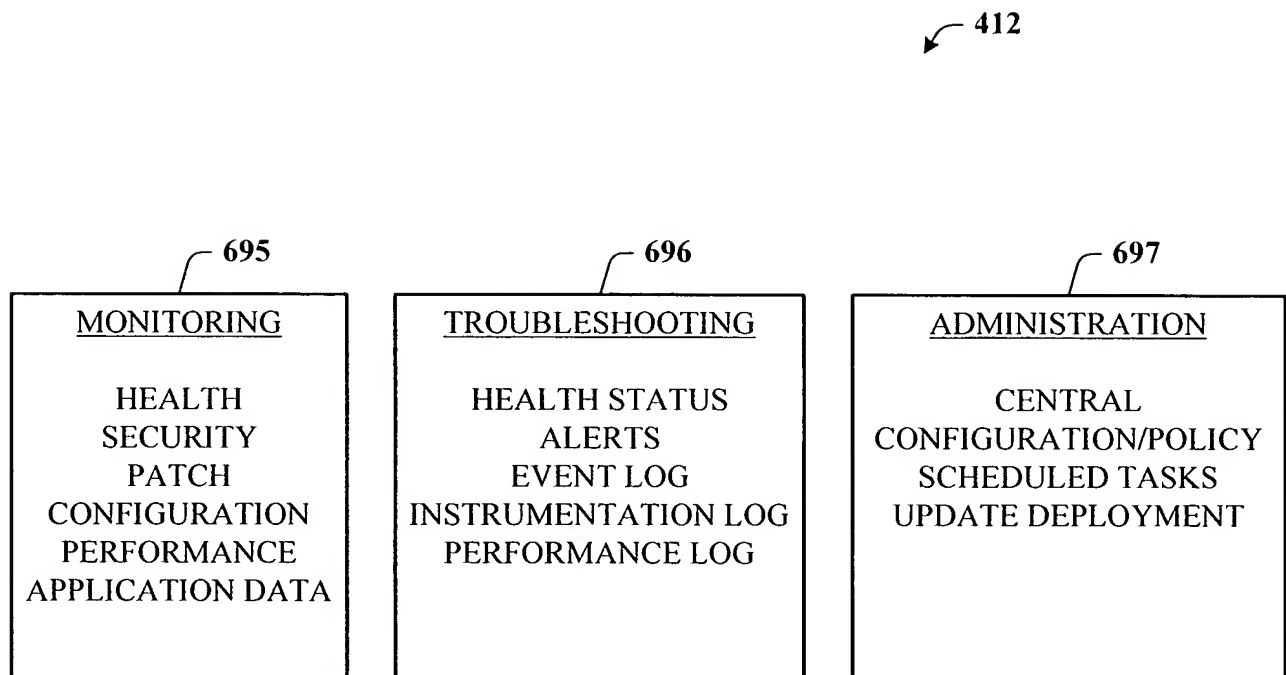 412
695
MONITORING
HEALTH
SECURITY
PATCH
CONFIGURATION
PERFORMANCE
APPLICATION DATA
696
TROUBLESHOOTING
HEALTH STATUS
ALERTS
EVENT LOG
INSTRUMENTATION LOG
PERFORMANCE LOG
697
ADMINISTRATION
CENTRAL
CONFIGURATION/POLICY
SCHEDULED TASKS
UPDATE DEPLOYMENT